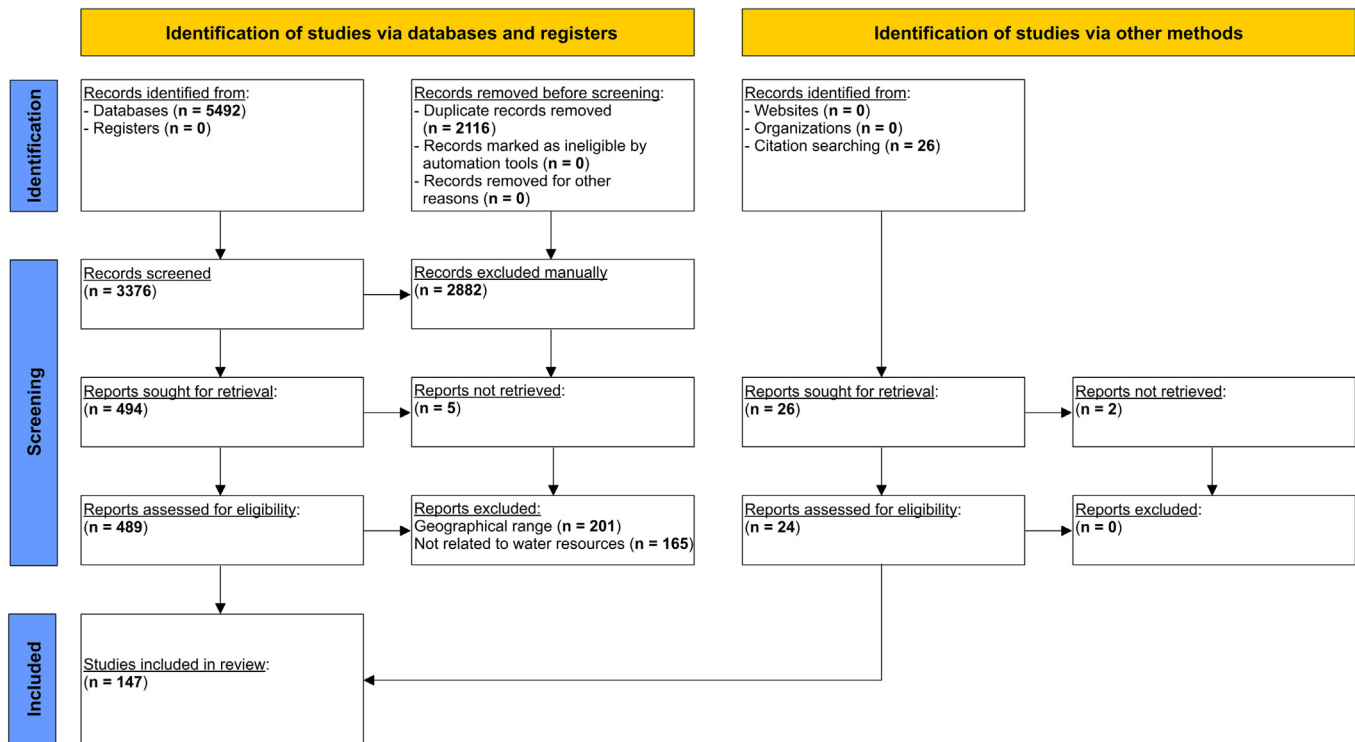 Identification of studies via databases and registers
Identification of studies via other methods
Identification
Records identified from:
- Databases (n = 5492)
- Registers (n = 0)
Records removed before screening:
- Duplicate records removed
(n = 2116)
- Records marked as ineligible by
automation tools (n = 0)
- Records removed for other
reasons (n = 0)
Records identified from:
- Websites (n = 0)
- Organizations (n = 0)
- Citation searching (n = 26)
Screening
Records screened
(n = 3376)
Records excluded manually
(n = 2882)
Reports sought for retrieval:
(n = 494)
Reports not retrieved:
(n = 5)
Reports sought for retrieval:
(n = 26)
Reports not retrieved:
(n = 2)
Reports assessed for eligibility:
(n = 489)
Reports excluded:
Geographical range (n = 201)
Not related to water resources (n = 165)
Reports assessed for eligibility:
(n = 24)
Reports excluded:
(n = 0)
Included
Studies included in review:
(n = 147)